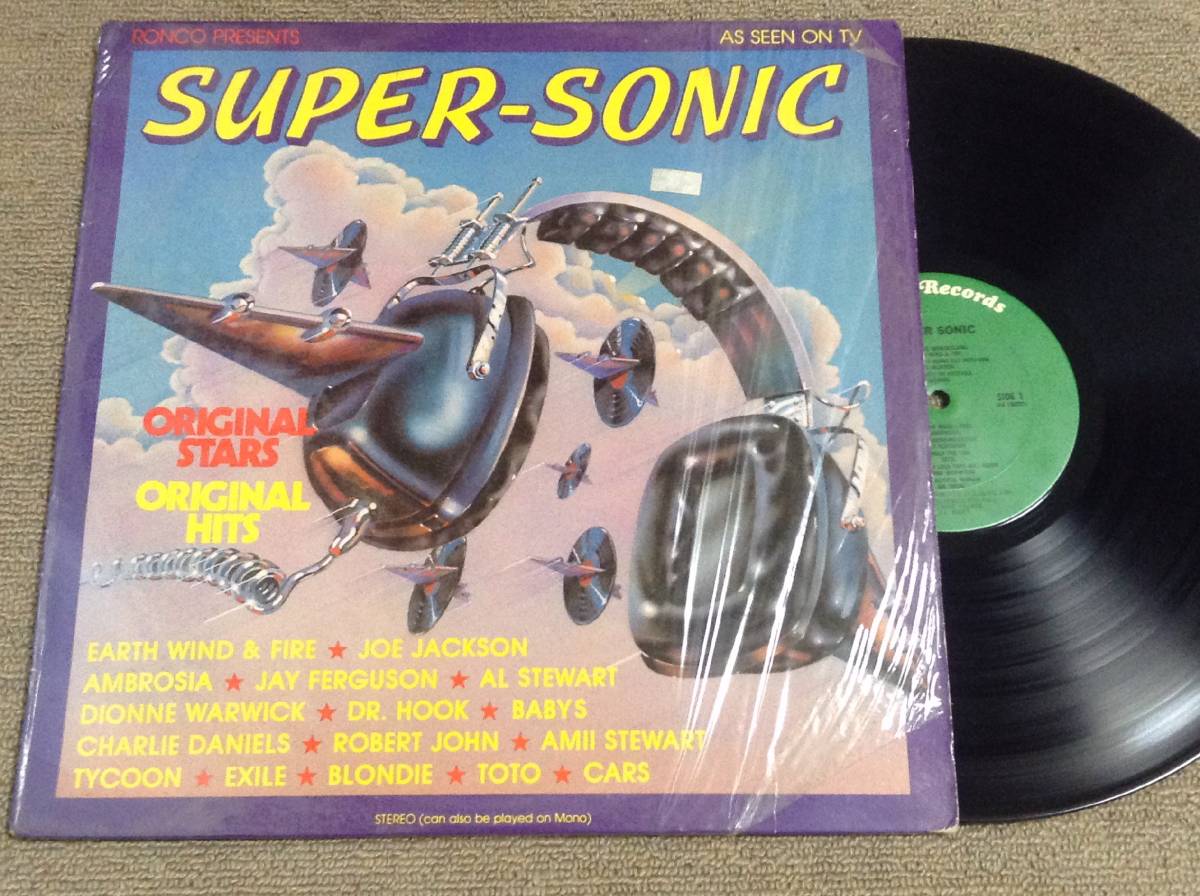 RONCO PRESENTS
AS SEEN ON TV
SUPER-SONIC
ORIGINAL
STARS
ORIGINAL
HITS
EARTH WIND & FIRE ★ JOE JACKSON
AMBROSIA ★ JAY FERGUSON ★ AL STEWART
DIONNE WARWICK ★ DR. HOOK ★ BABYS
CHARLIE DANIELS ★ ROBERT JOHN ★ AMII STEWART
TYCOON ★ EXILE ★ BLONDIE ★ TOTO ★ CARS
STEREO (can also be played on Mono)
Records
SONIC
SIDE 1